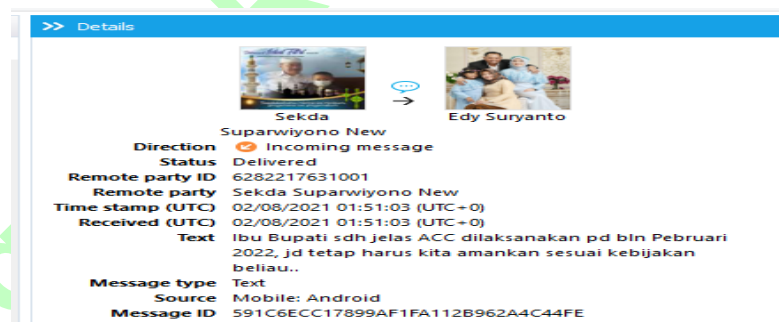 >> Details
Sekda
Suparwiyono New
Edy Suryanto
Direction Incoming message
Status Delivered
Remote party ID 6282217631001
Remote party Sekda Suparwiyono New
Time stamp (UTC) 02/08/2021 01:51:03 (UTC+0)
Received (UTC) 02/08/2021 01:51:03 (UTC+0)
Text Ibu Bupati sdh jelas ACC dilaksanakan pd bln Pebruari
2022, jd tetap harus kita amankan sesuai kebijakan
beliau..
Message type Text
Source Mobile: Android
Message ID 591C6ECC17899AF1FA112B962A4C44FE